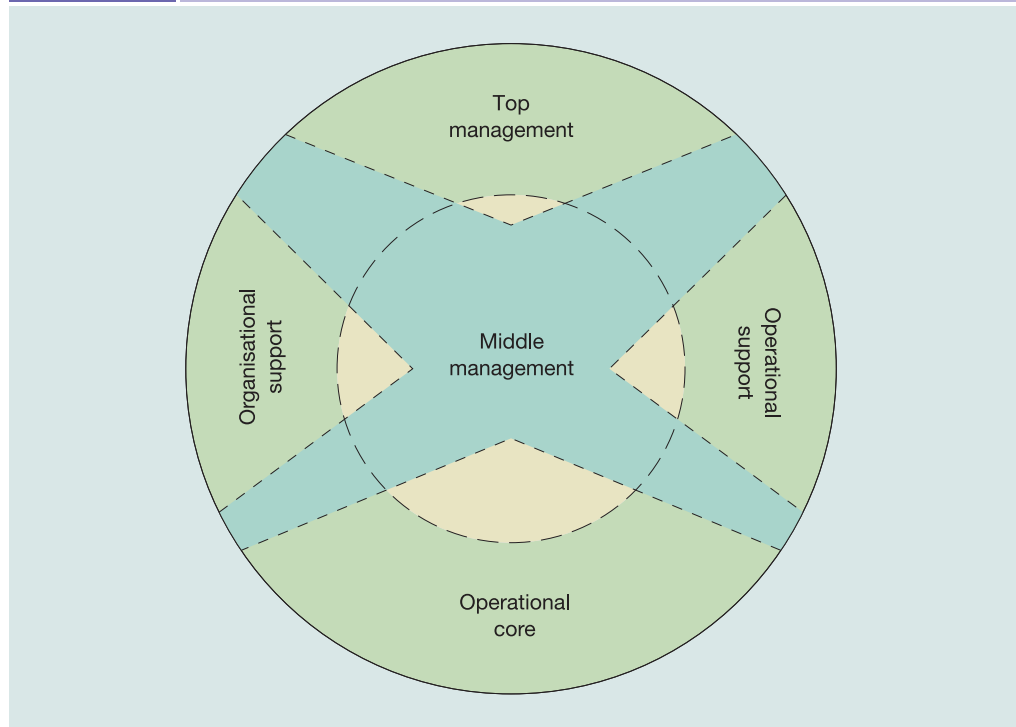 Top
management
Organisational
support
Middle
management
Operational
support
Operational
core